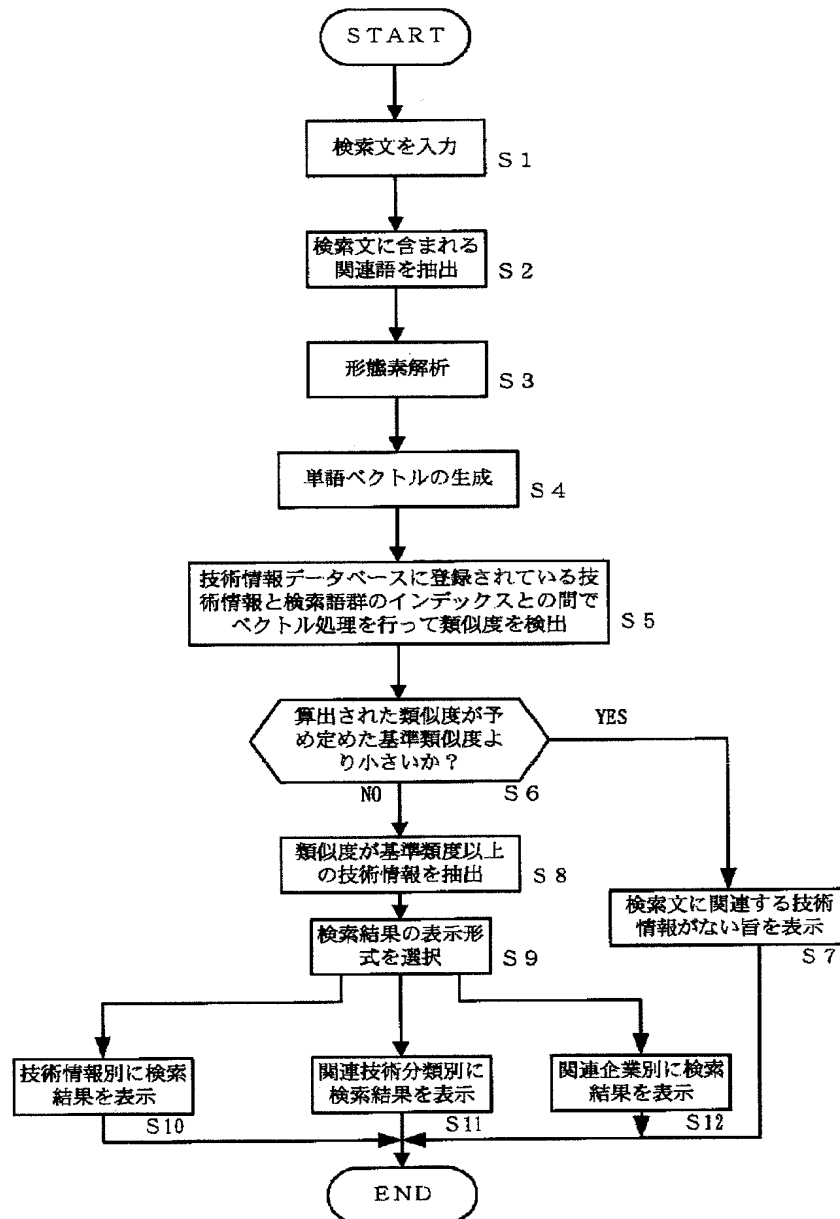 START
検索文を入力
S1
検索文に含まれる
関連語を抽出
S2
形態素解析
S3
単語ベクトルの生成
S4
技術情報データベースに登録されている技
術情報と検索語群のインデックスとの間で
ベクトル処理を行って類似度を検出
S5
算出された類似度が予
め定めた基準類似度よ
り小さいか？
YES
NO
S6
類似度が基準類度以上
の技術情報を抽出
S8
検索文に関連する技術
情報がない旨を表示
S7
検索結果の表示形
式を選択
S9
技術情報別に検索
結果を表示
S10
関連技術分類別に
検索結果を表示
S11
関連企業別に検索
結果を表示
S12
END